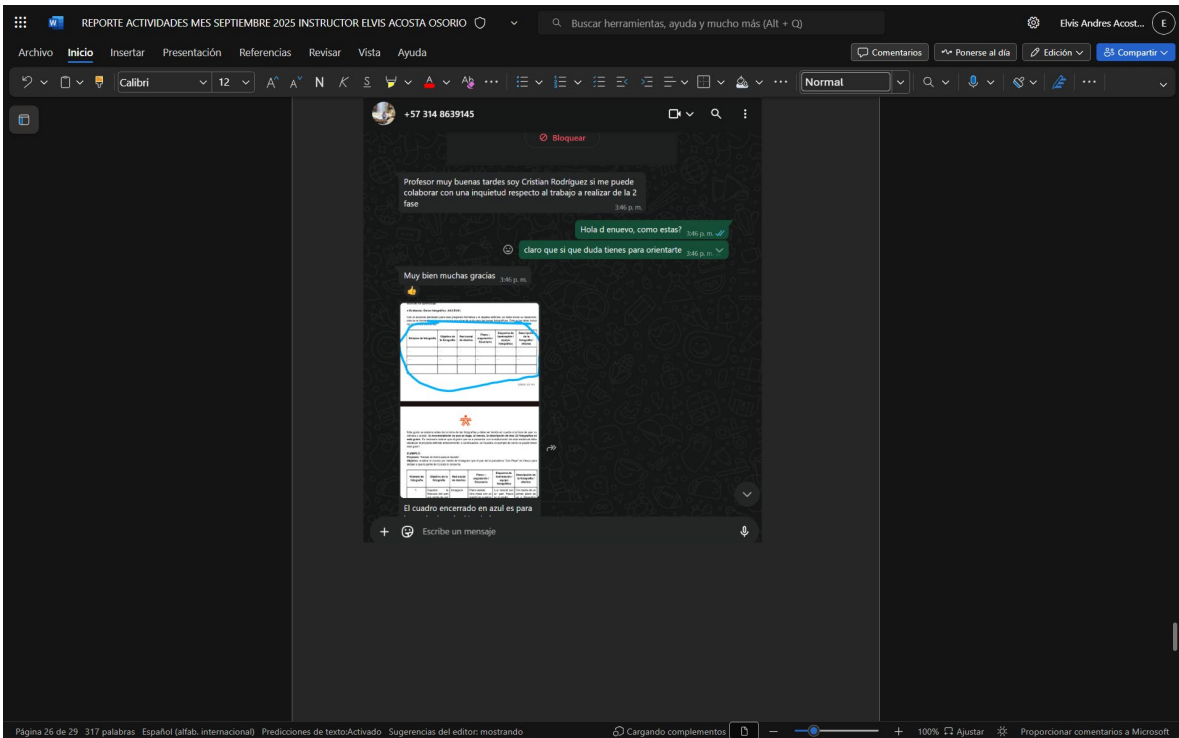 REPORTE ACTIVIDADES MES SEPTIEMBRE 2025 INSTRUCTOR ELVIS ACOSTA OSORIO
Buscar herramientas, ayuda y mucho más (Alt + Q)
Elvis Andres Acost...
E
Archivo Inicio Insertar Presentación Referencias Revisar Vista Ayuda
Comentarios Ponerse al día Edición Compartir
Calibri 12 N K S Normal
+57 314 8639145
Bloquear
Profesor muy buenas tardes soy Cristian Rodríguez si me puede
colaborar con una inquietud respecto al trabajo a realizar de la 2
fase
3:46 p. m.
Hola d enuevo, como estas? 3:46 p. m.
claro que si que duda tienes para orientarte 3:46 p. m.
Muy bien muchas gracias 3:45 p. m.
El cuadro encerrado en azul es para
Escribe un mensaje
Página 26 de 29 317 palabras Español (alfab. internacional) Predicciones de texto:Activado Sugerencias del editor: mostrando
Cargando complementos
100% Ajustar
Proporcionar comentarios a Microsoft